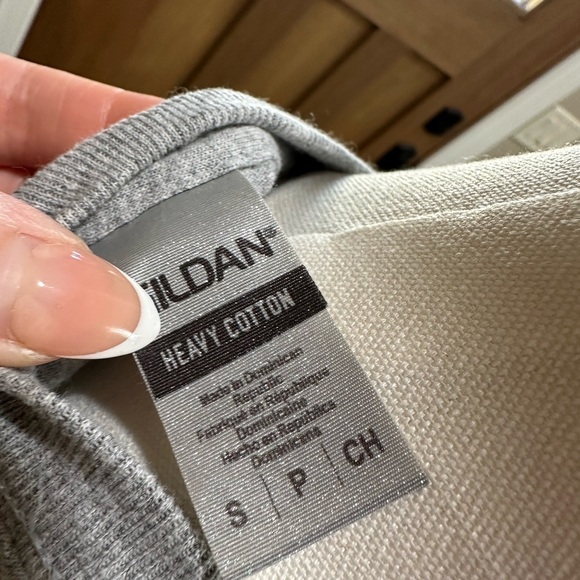 ILDAN®
HEAVY COTTON
Made in Dominican
Republic
Fabriqué en République
Dominicaine
Hecho en República
Dominicana
S | P | CH